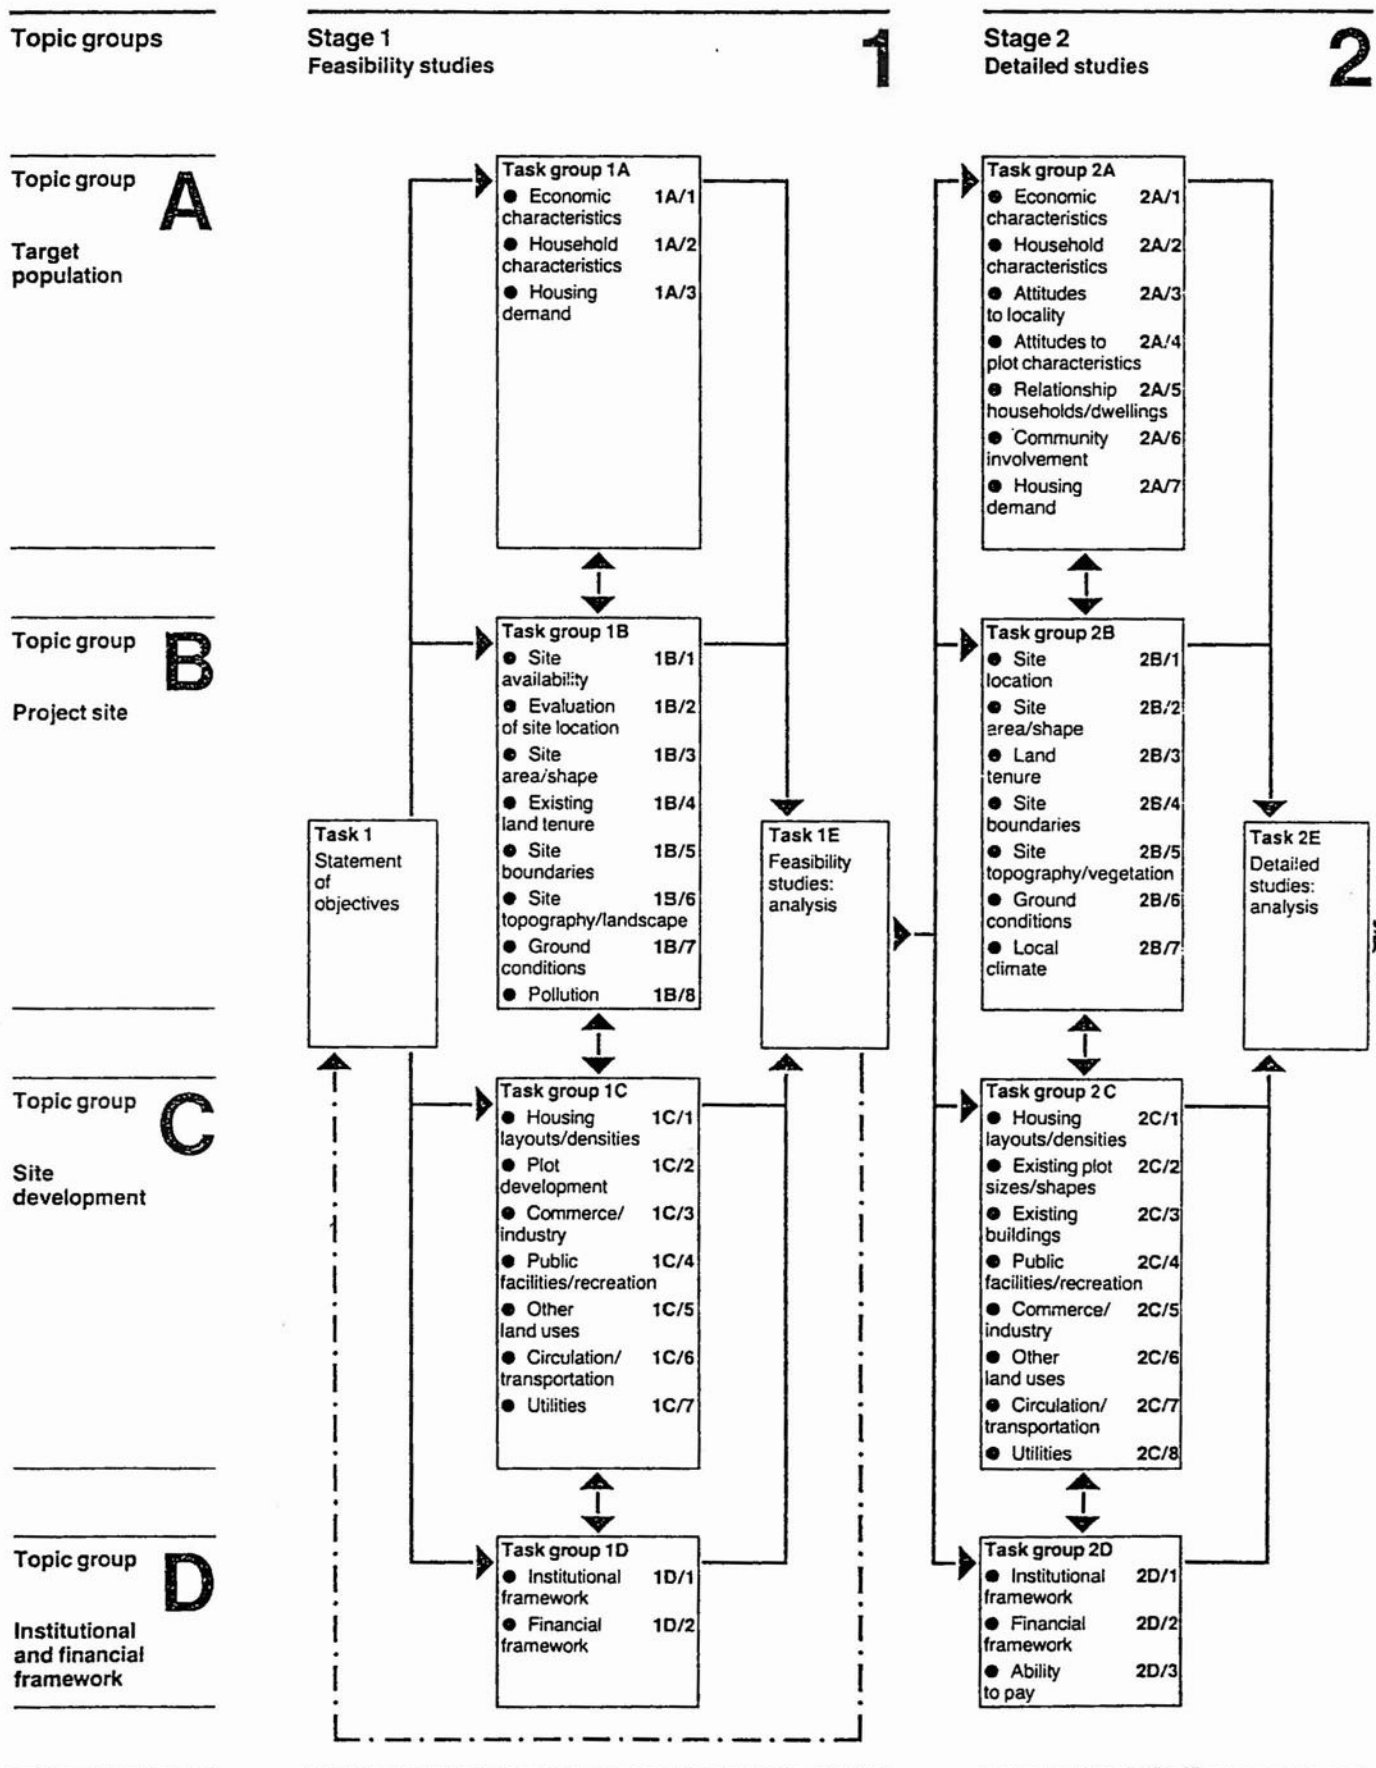 Topic groups
Stage 1
Feasibility studies
1
Stage 2
Detailed studies
2
Topic group A
Target
population
Task group 1A
● Economic 1A/1
characteristics
● Household 1A/2
characteristics
● Housing 1A/3
demand
Task group 2A
● Economic 2A/1
characteristics
● Household 2A/2
characteristics
● Attitudes 2A/3
to locality
● Attitudes to 2A/4
plot characteristics
● Relationship 2A/5
households/dwellings
● Community 2A/6
involvement
● Housing 2A/7
demand
Topic group B
Project site
Task group 1B
● Site 1B/1
availability
● Evaluation 1B/2
of site location
● Site 1B/3
area/shape
● Existing 1B/4
land tenure
● Site 1B/5
boundaries
● Site 1B/6
topography/landscape
● Ground 1B/7
conditions
● Pollution 1B/8
Task group 2B
● Site 2B/1
location
● Site 2B/2
area/shape
● Land 2B/3
tenure
● Site 2B/4
boundaries
● Site 2B/5
topography/vegetation
● Ground 2B/6
conditions
● Local 2B/7
climate
Task 1
Statement
of
objectives
Task 1E
Feasibility
studies:
analysis
Task 2E
Detailed
studies:
analysis
Topic group C
Site
development
Task group 1C
● Housing 1C/1
layouts/densities
● Plot 1C/2
development
● Commerce/ 1C/3
industry
● Public 1C/4
facilities/recreation
● Other 1C/5
land uses
● Circulation/ 1C/6
transportation
● Utilities 1C/7
Task group 2C
● Housing 2C/1
layouts/densities
● Existing plot 2C/2
sizes/shapes
● Existing 2C/3
buildings
● Public 2C/4
facilities/recreation
● Commerce/ 2C/5
industry
● Other 2C/6
land uses
● Circulation/ 2C/7
transportation
● Utilities 2C/8
Topic group D
Institutional
and financial
framework
Task group 1D
● Institutional 1D/1
framework
● Financial 1D/2
framework
Task group 2D
● Institutional 2D/1
framework
● Financial 2D/2
framework
● Ability 2D/3
to pay